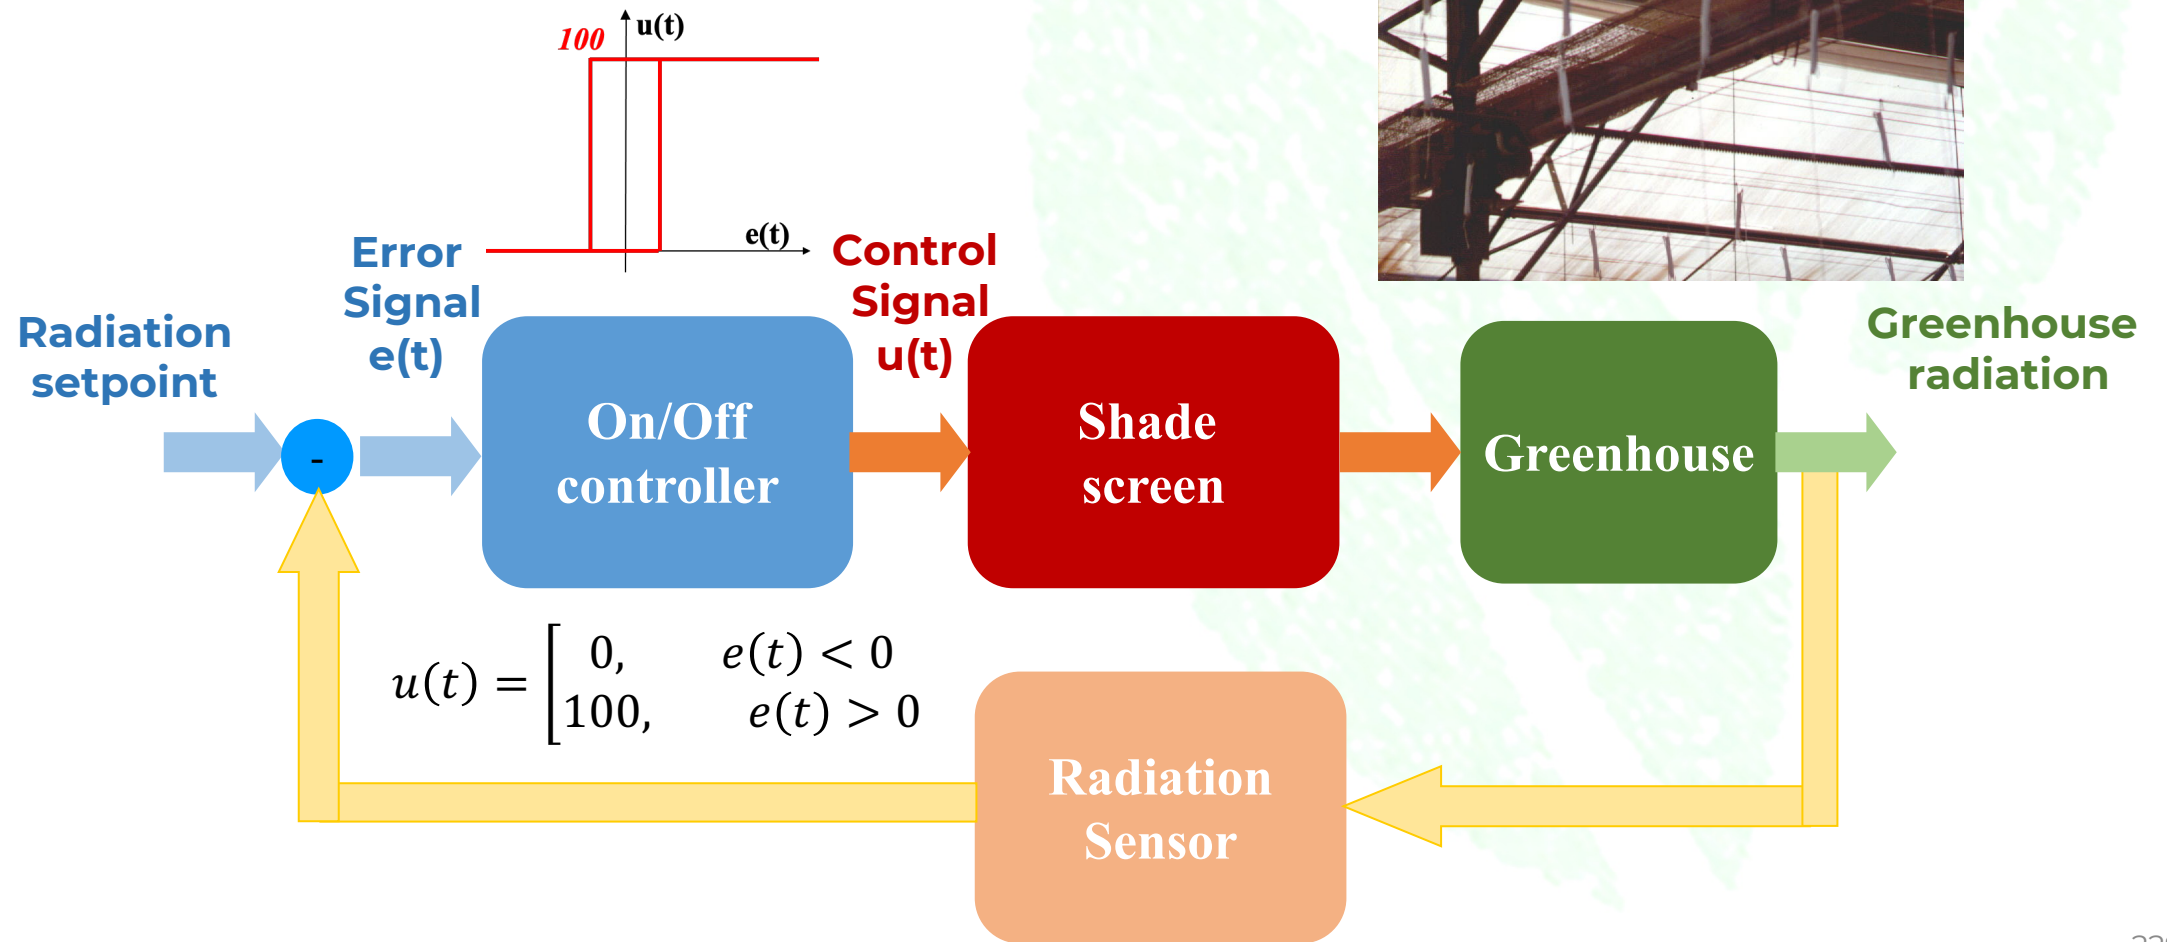 100
u(t)
e(t)
Error
Signal
e(t)
Control
Signal
u(t)
Radiation
setpoint
Greenhouse
radiation
-
On/Off
controller
Shade
screen
Greenhouse
u(t) = [ 0, e(t) < 0
100, e(t) > 0
Radiation
Sensor